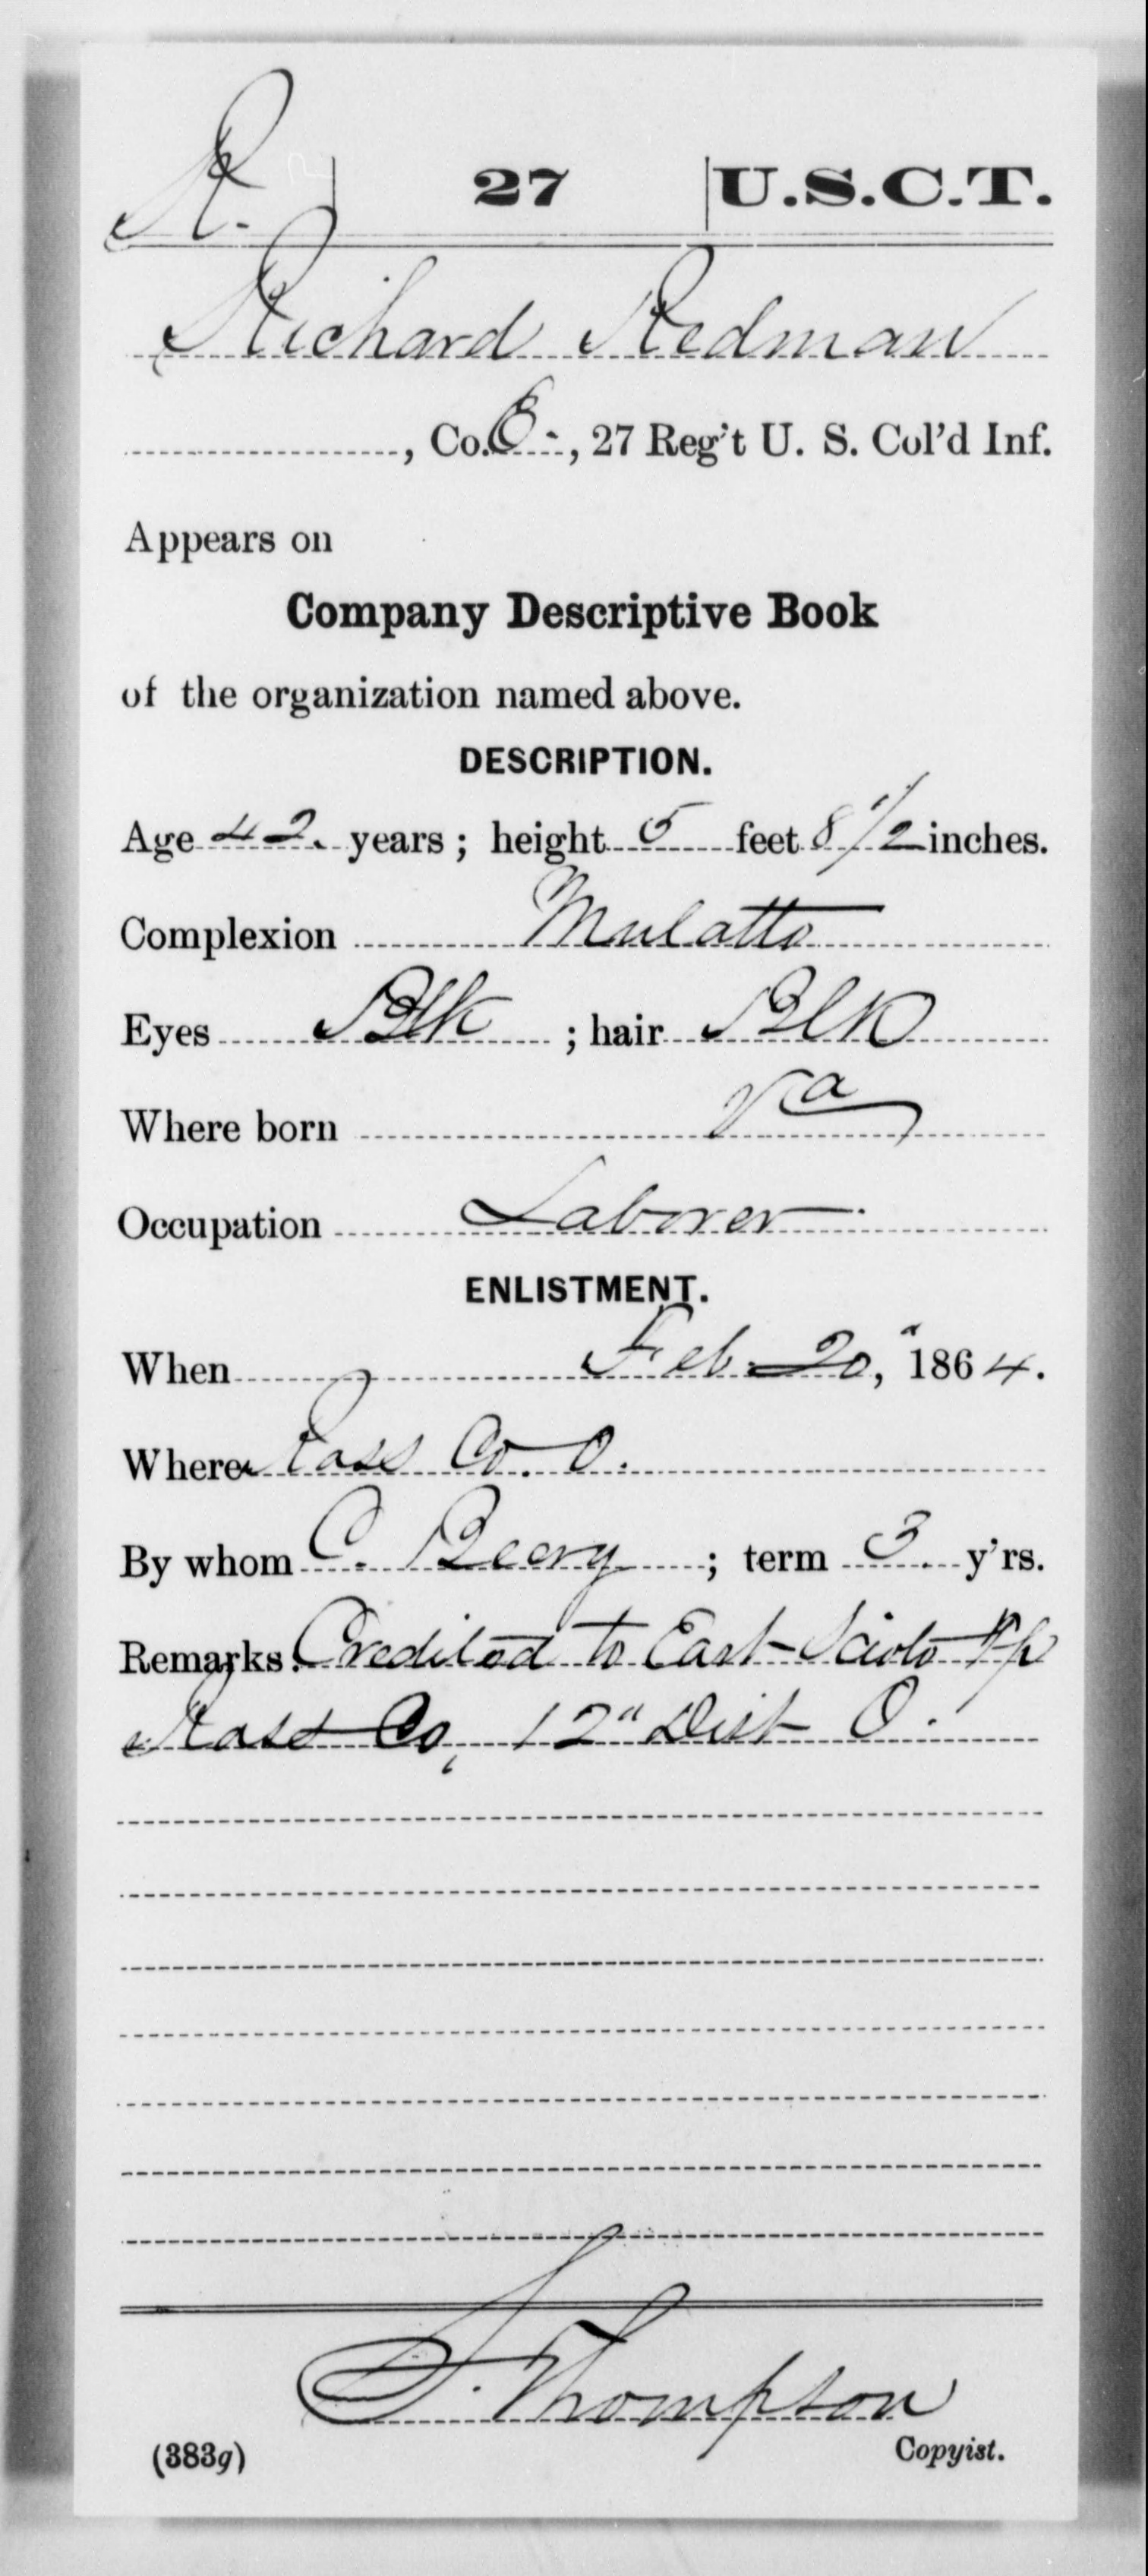 R. | 27 | U.S.C.T.
Richard Redman
, Co. E, 27 Reg't U. S. Col'd Inf.
Appears on
Company Descriptive Book
of the organization named above.
DESCRIPTION.
Age 42 years; height 5 feet 8 1/2 inches.
Complexion Mulatto
Eyes Blk ; hair Blk
Where born Va
Occupation Laborer
ENLISTMENT.
When Feb. 20, 1864.
Where Ross Co. O.
By whom C. Beery ; term 3 y'rs.
Remarks: Credited to East Scioto Tp
Ross Co, 12" Dist O.
Thompson
(383g) Copyist.